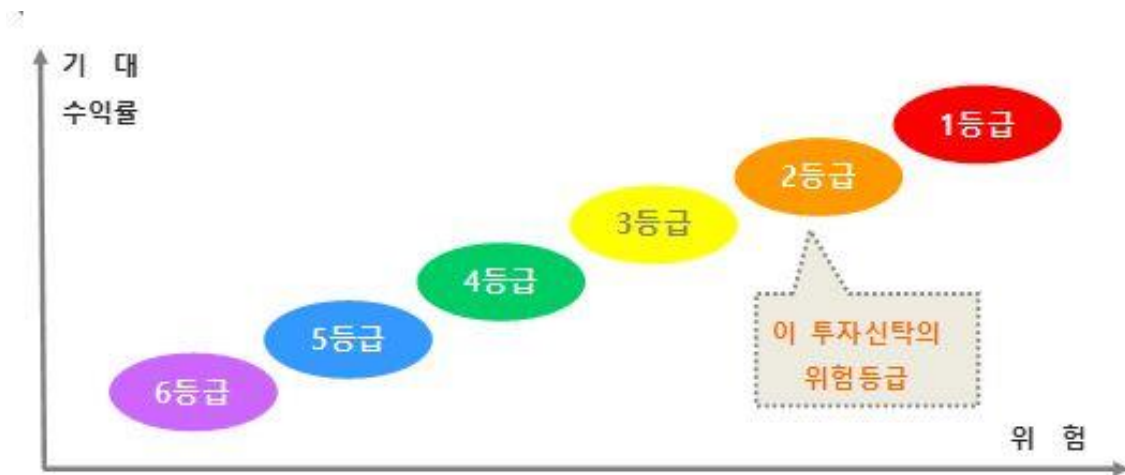 기 대
수익률
1등급
2등급
3등급
4등급
5등급
6등급
이 투자신탁의
위험등급
위 험